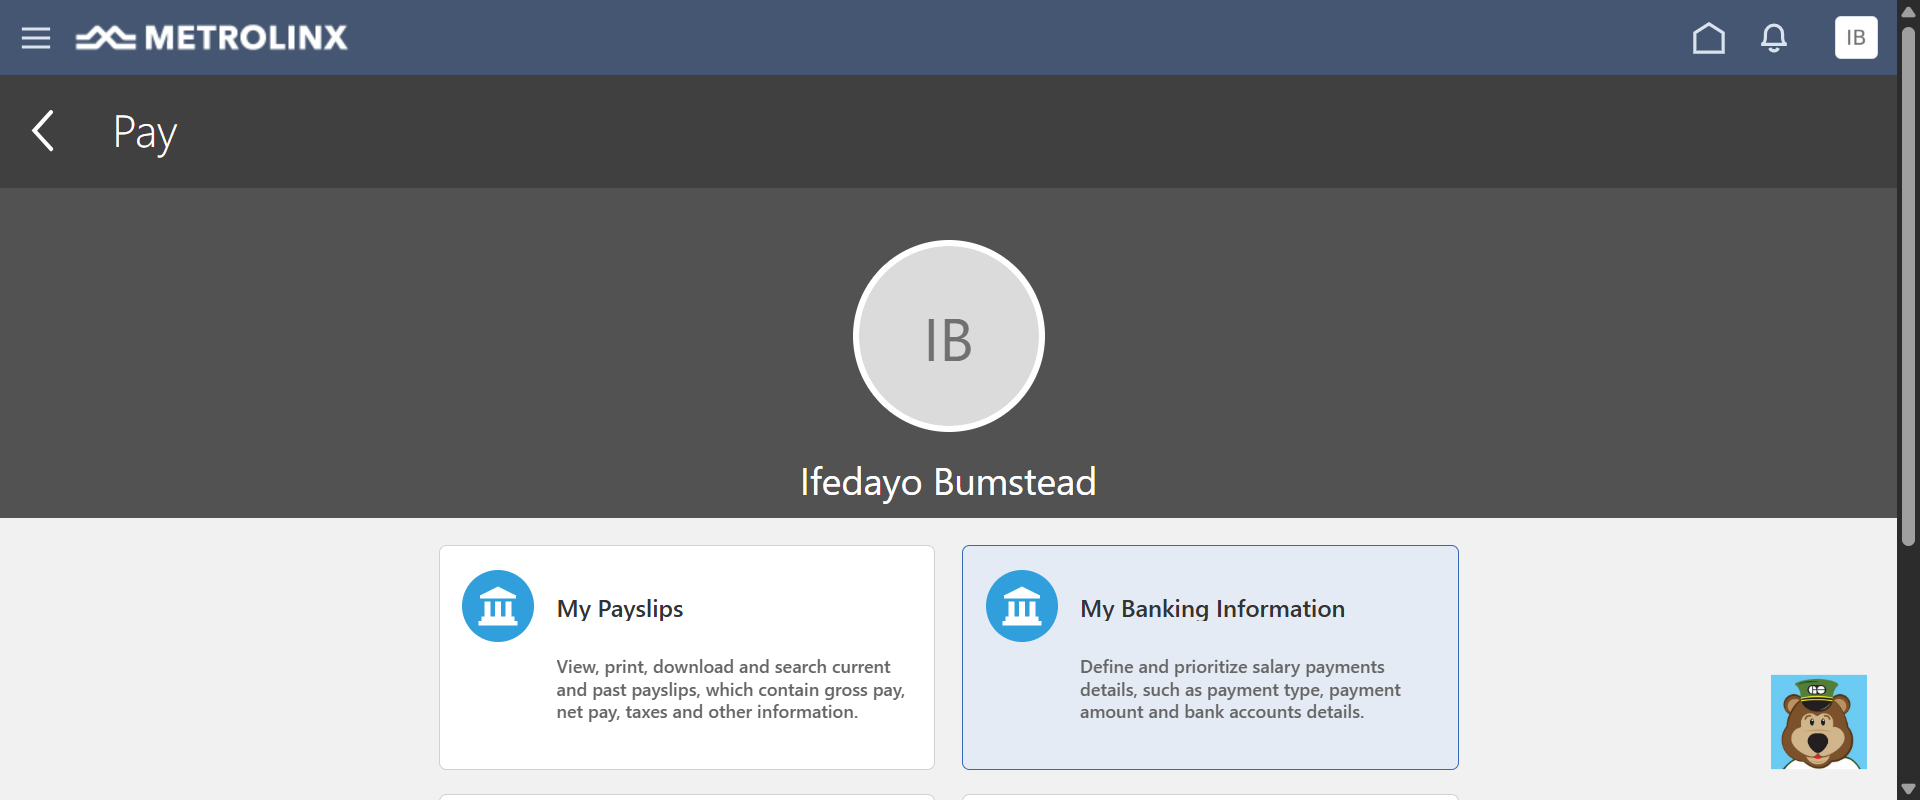 METROLINX
IB
Pay
IB
Ifedayo Bumstead
My Payslips
View, print, download and search current
and past payslips, which contain gross pay,
net pay, taxes and other information.
My Banking Information
Define and prioritize salary payments
details, such as payment type, payment
amount and bank accounts details.
GO